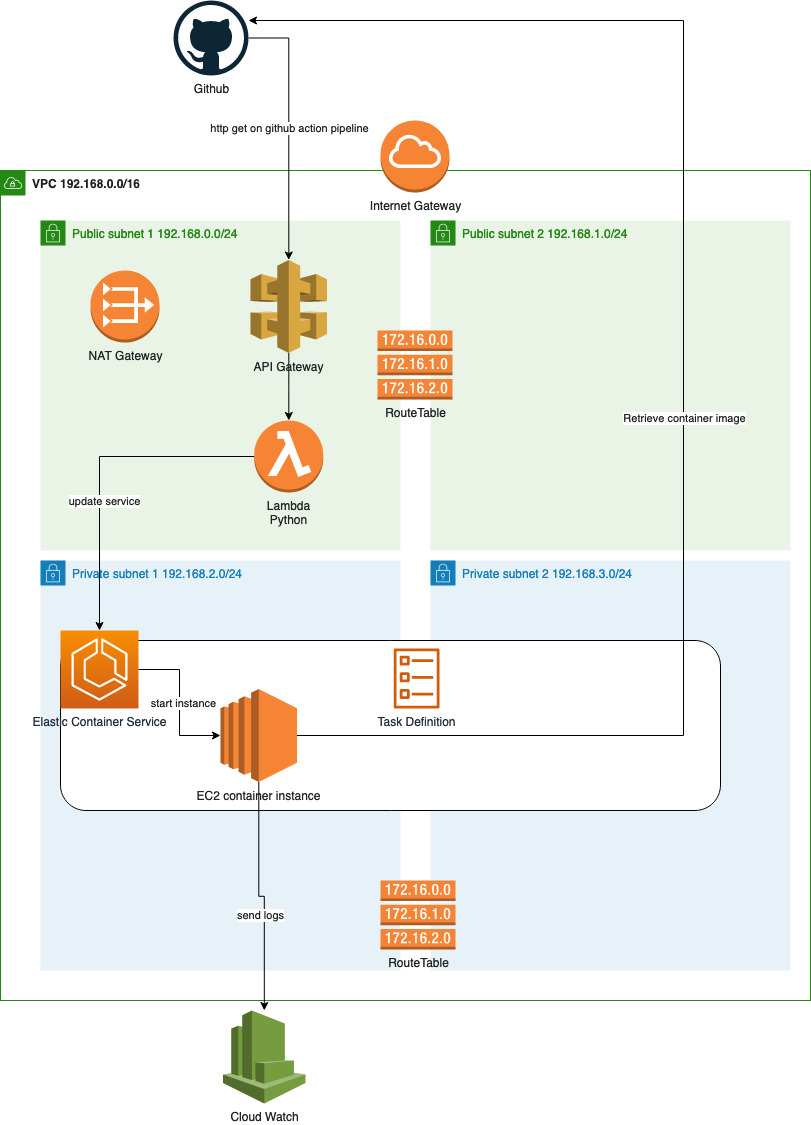 Github
http get on github action pipeline
Internet Gateway
VPC 192.168.0.0/16
Public subnet 1 192.168.0.0/24
Public subnet 2 192.168.1.0/24
NAT Gateway
API Gateway
172.16.0.0
172.16.1.0
172.16.2.0
RouteTable
Retrieve container image
Lambda
Python
update service
Private subnet 1 192.168.2.0/24
Private subnet 2 192.168.3.0/24
Elastic Container Service
start instance
Task Definition
EC2 container instance
172.16.0.0
172.16.1.0
172.16.2.0
RouteTable
send logs
Cloud Watch